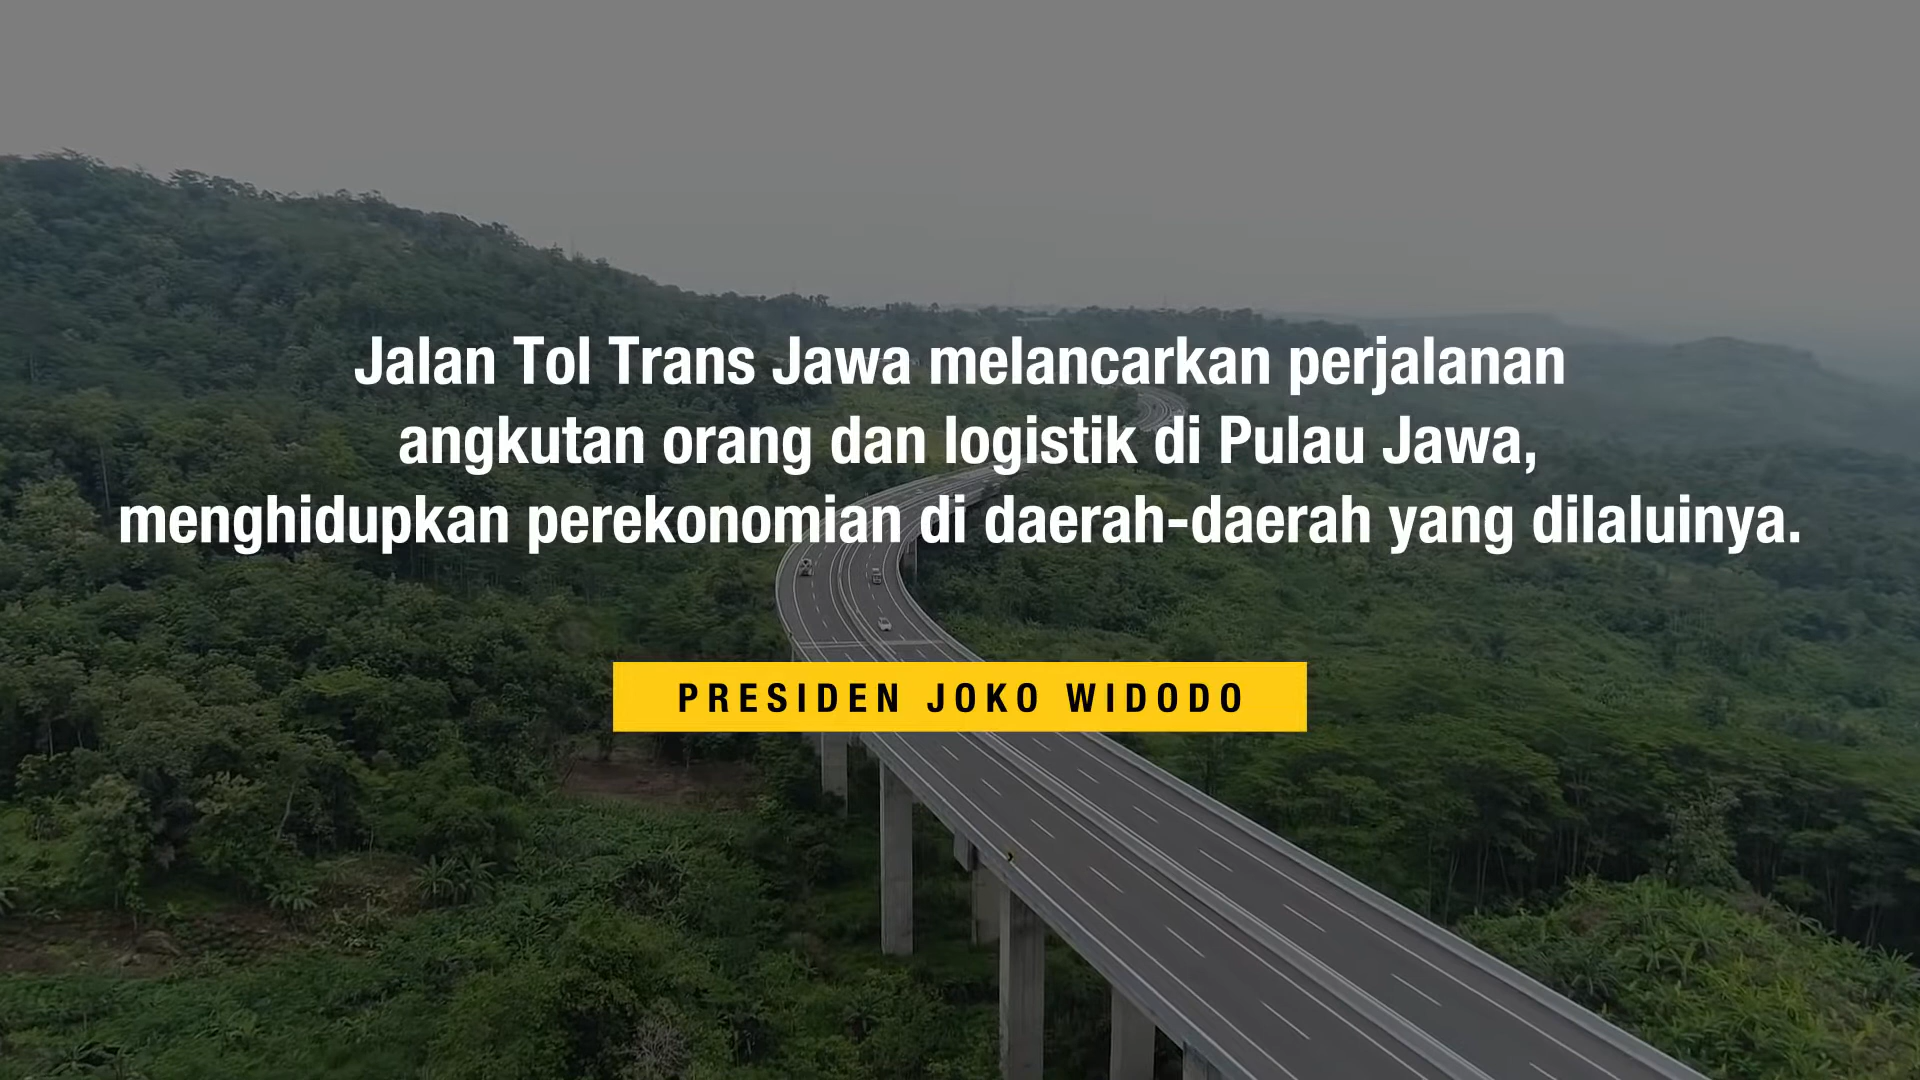 Jalan Tol Trans Jawa melancarkan perjalanan
angkutan orang dan logistik di Pulau Jawa,
menghidupkan perekonomian di daerah-daerah yang dilaluinya.
PRESIDEN JOKO WIDODO